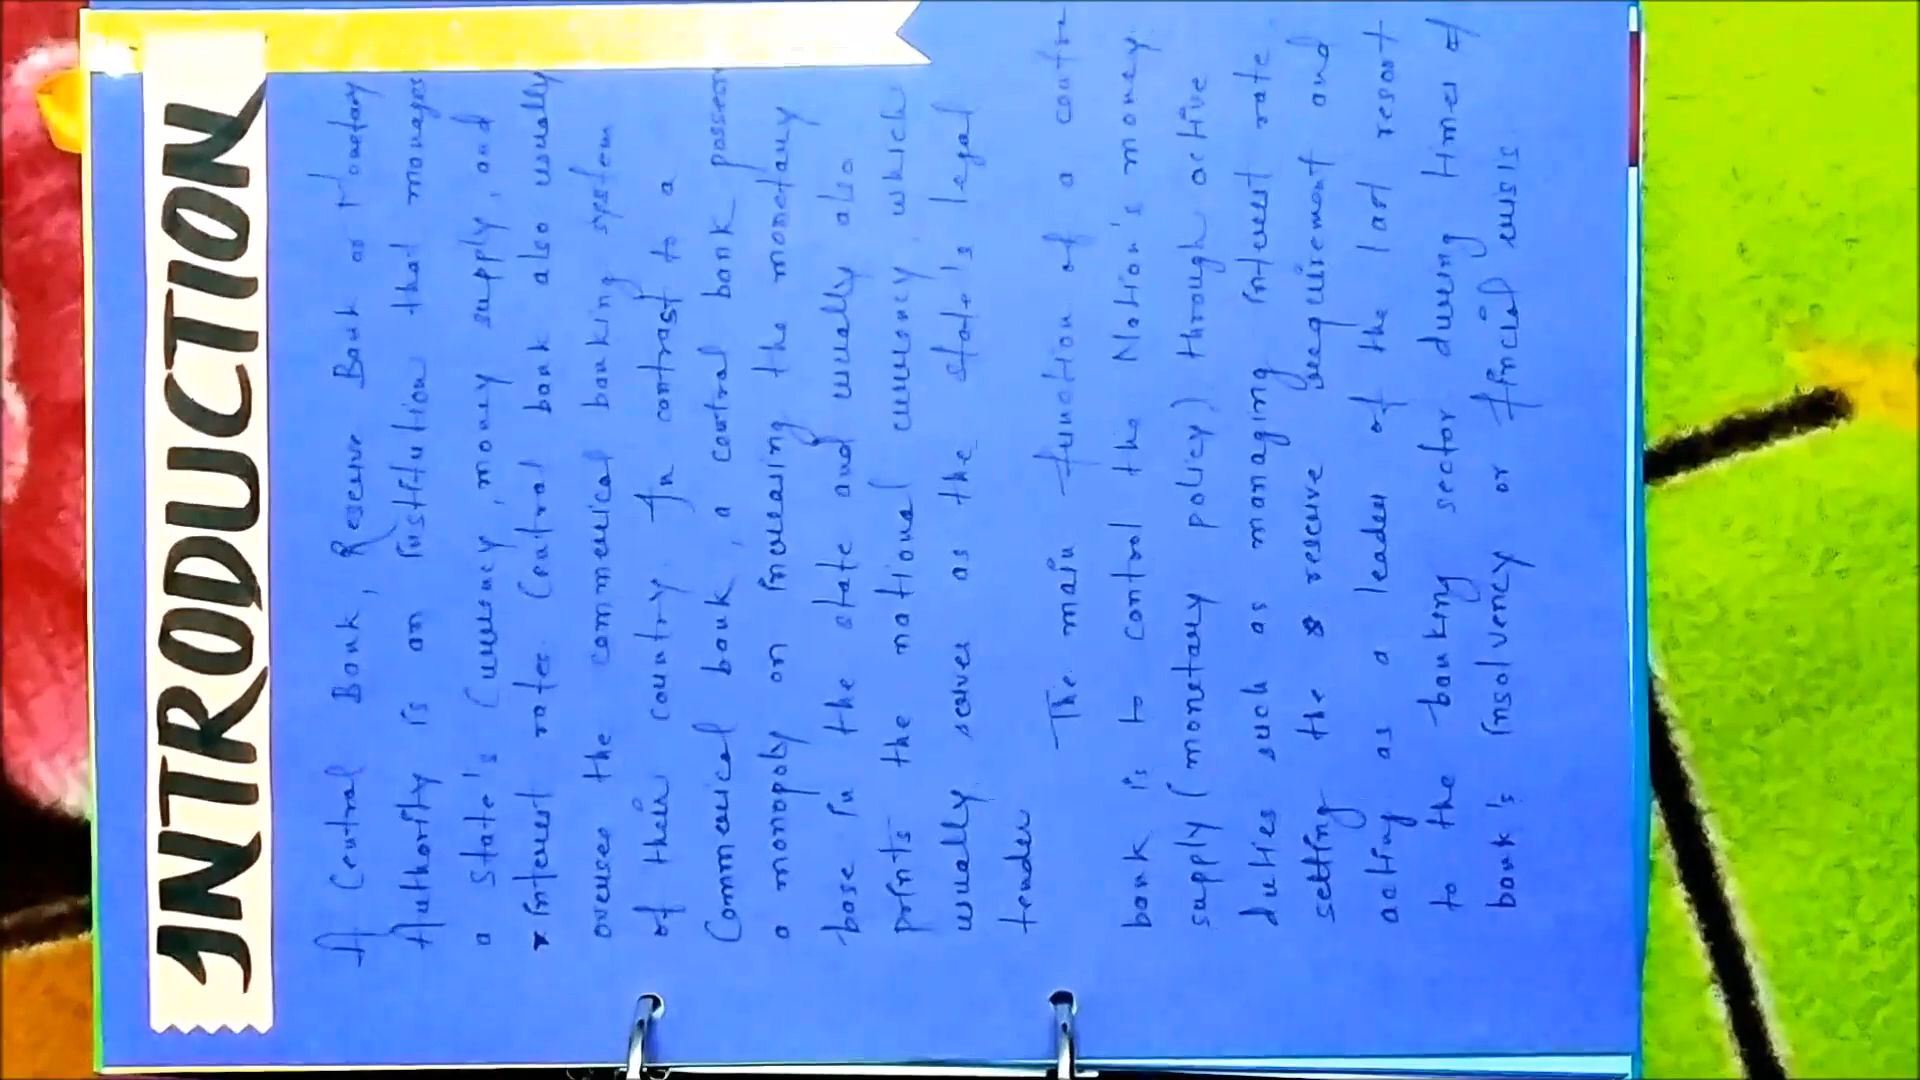 INTRODUCTION
A Central Bank, Reserve Bank or Monetary
Authority is an institution that manages
a state's Currency, money supply, and
interest rates. Central bank also usually
oversees the commercial banking system
of their country. In contrast to a
Commerical bank, a central bank possess
a monopoly on increasing the monetary
base in the state and usually also
prints the national currency which
usually serves as the state's legal
tender
The main function of a centra
bank is to control the Nation's money
supply (monetary policy) through active
duties such as managing interest rate
setting the reserve requirement and
acting as a leader of the last resort
to the banking sector during times of
bank's insolvency or fincial crisis.